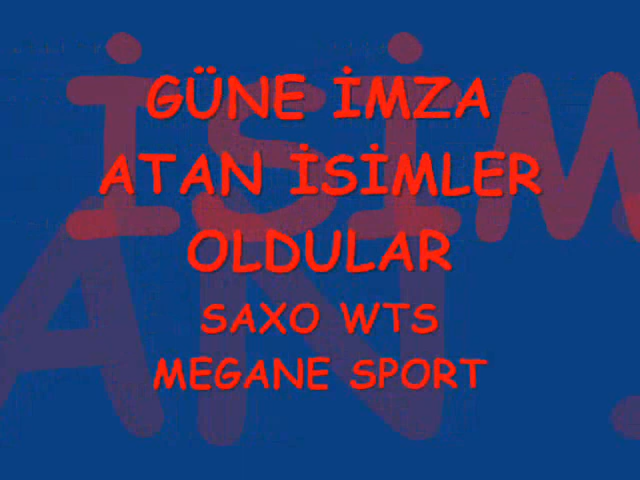 GÜNE İMZA
ATAN İSİMLER
OLDULAR
SAXO WTS
MEGANE SPORT